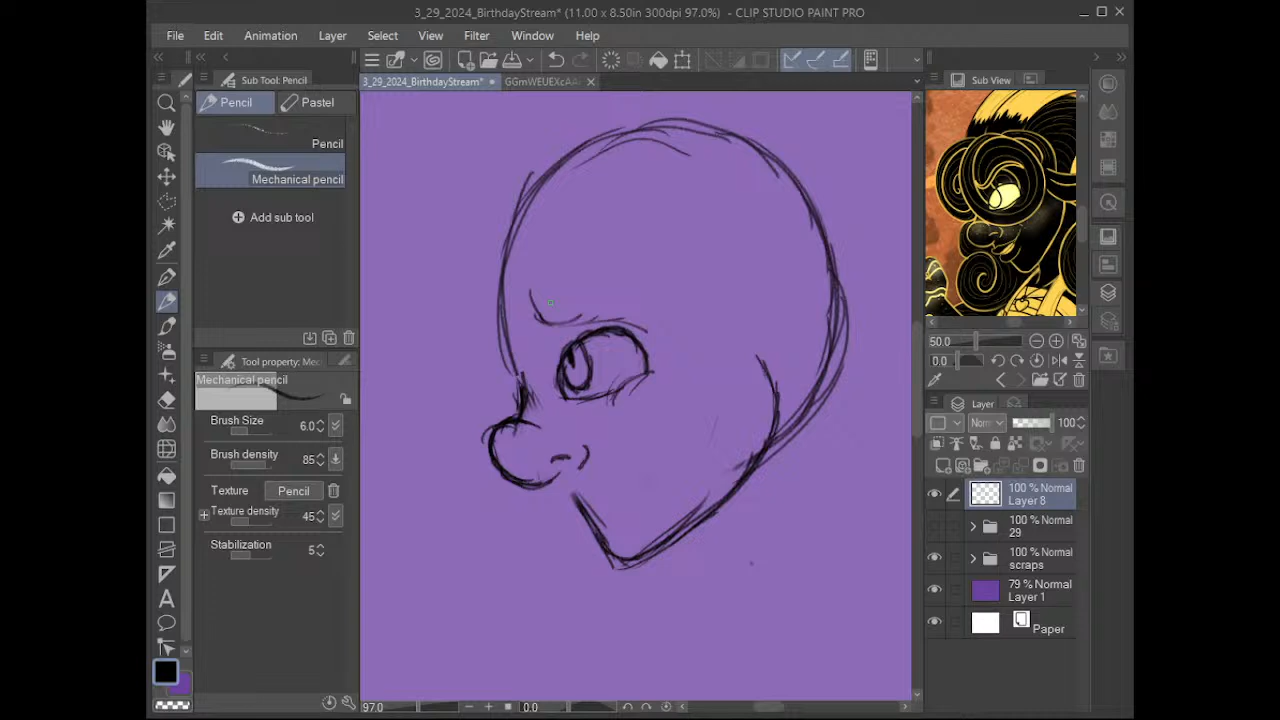 3_29_2024_BirthdayStream* (11.00 x 8.50in 300dpi 97.0%) - CLIP STUDIO PAINT PRO
File Edit Animation Layer Select View Filter Window Help
Sub Tool: Pencil
3_29_2024_BirthdayStream*
Sub View
Pencil Pastel
Pencil
Mechanical pencil
Add sub tool
Tool property: Mec
Mechanical pencil
Brush Size 6.0
Brush density 85
Texture Pencil
Texture density 45
Stabilization 5
97.0 0.0
50.0
0.0
Layer
Norm 100
100 % Normal
Layer 8
100 % Normal
29
100 % Normal
scraps
79 % Normal
Layer 1
Paper